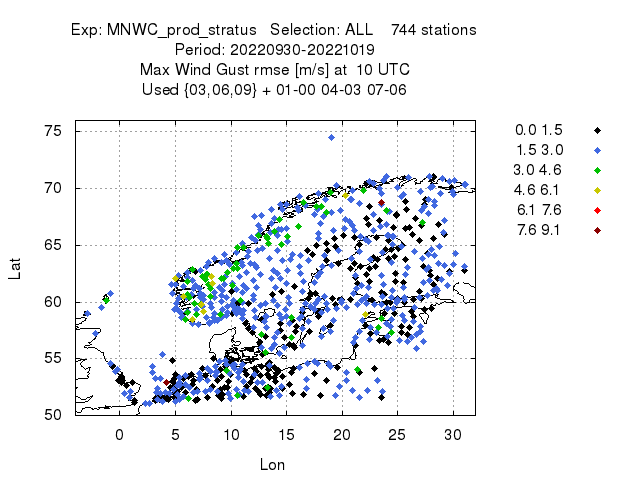 Exp: MNWC_prod_stratus   Selection: ALL    744 stations
Period: 20220930-20221019
Max Wind Gust rmse [m/s] at  10 UTC
Used {03,06,09} + 01-00 04-03 07-06
75
70
65
60
55
50
Lat
0 5 10 15 20 25 30
Lon
0.0 1.5
1.5 3.0
3.0 4.6
4.6 6.1
6.1 7.6
7.6 9.1